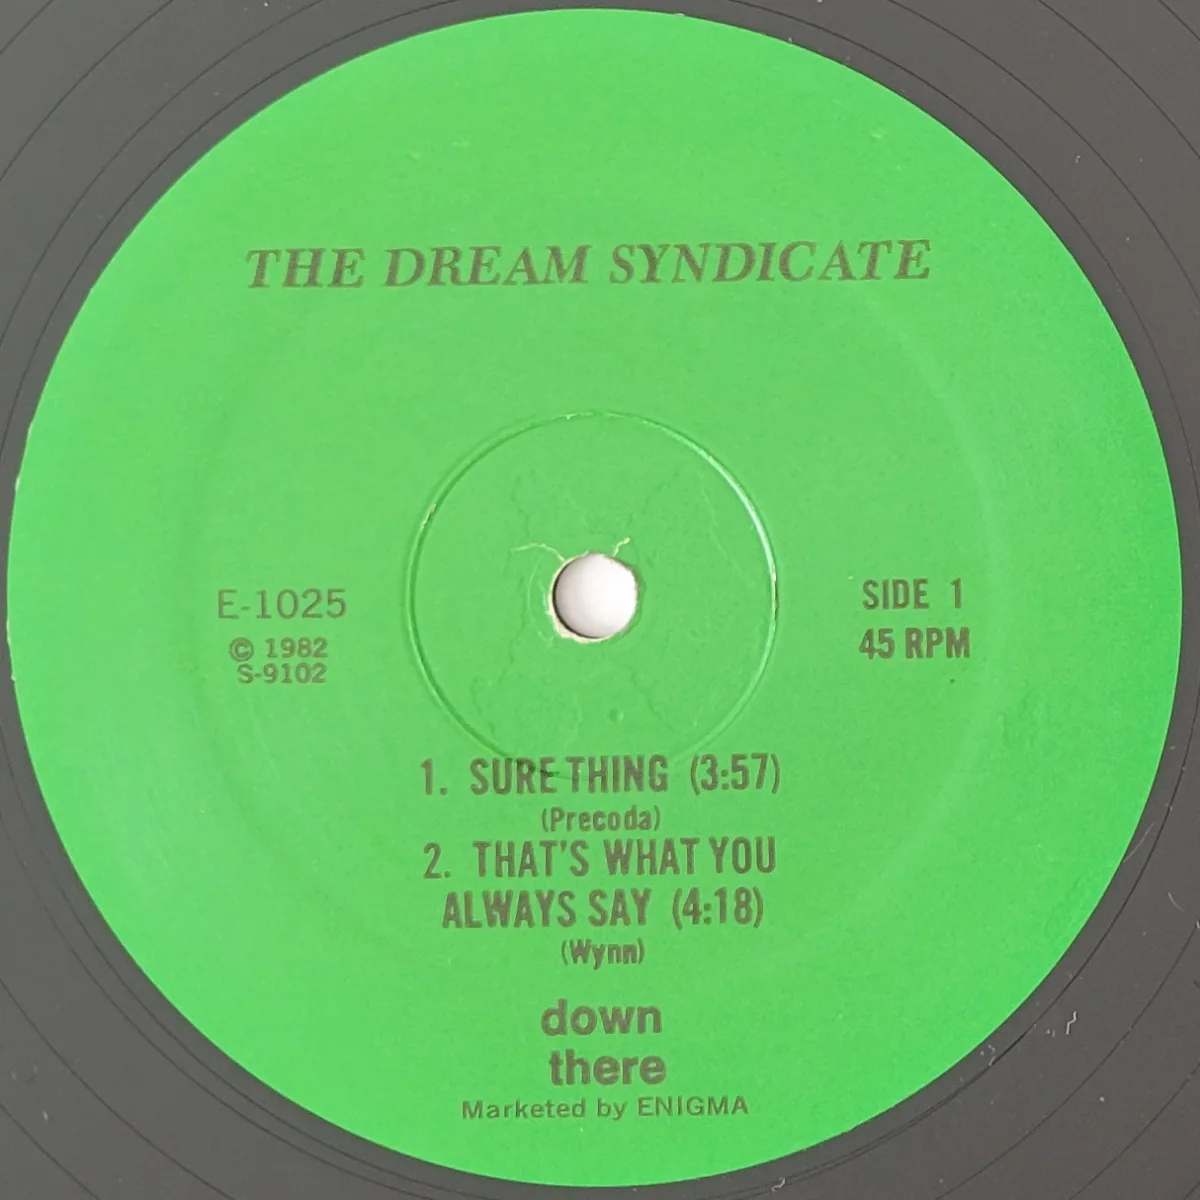 THE DREAM SYNDICATE
E-1025
© 1982
S-9102
SIDE 1
45 RPM
1. SURE THING (3:57)
(Precoda)
2. THAT'S WHAT YOU
ALWAYS SAY (4:18)
(Wynn)
down
there
Marketed by ENIGMA